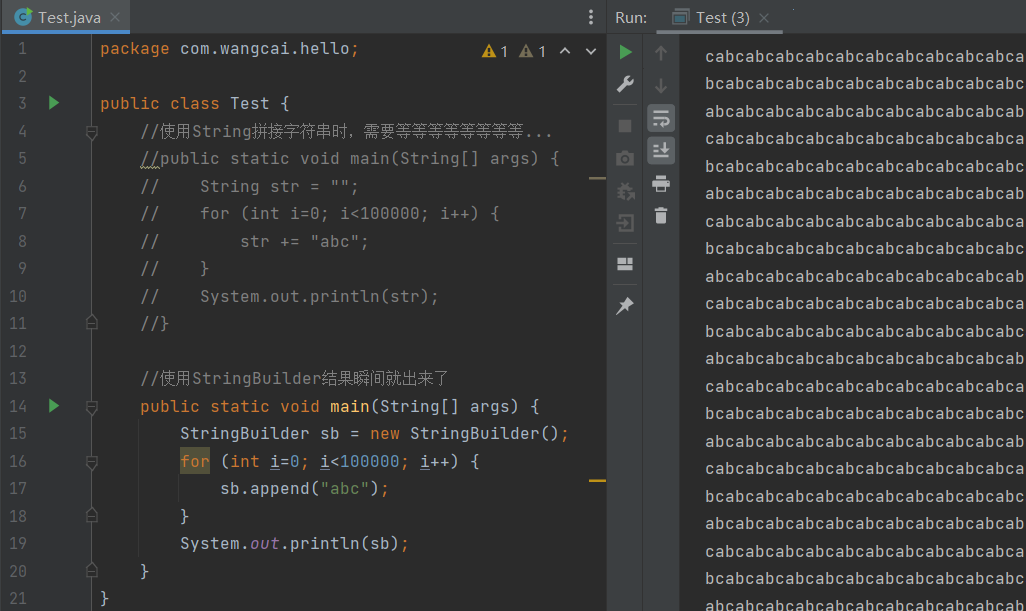 Test.java
1 package com.wangcai.hello;
1 1
2
3 public class Test {
4 //使用String拼接字符串时，需要等等等等等等等等...
5 //public static void main(String[] args) {
6 //    String str = "";
7 //    for (int i=0; i<100000; i++) {
8 //        str += "abc";
9 //    }
10 //    System.out.println(str);
11 //}
12
13 //使用StringBuilder结果瞬间就出来了
14 public static void main(String[] args) {
15 StringBuilder sb = new StringBuilder();
16 for (int i=0; i<100000; i++) {
17 sb.append("abc");
18 }
19 System.out.println(sb);
20 }
21 }
Run: Test (3)
cabcabcabcabcabcabcabcabcabcabca
bcabcabcabcabcabcabcabcabcabcabc
abcabcabcabcabcabcabcabcabcabcab
cabcabcabcabcabcabcabcabcabcabca
bcabcabcabcabcabcabcabcabcabcabc
abcabcabcabcabcabcabcabcabcabcab
cabcabcabcabcabcabcabcabcabcabca
bcabcabcabcabcabcabcabcabcabcabc
abcabcabcabcabcabcabcabcabcabcab
cabcabcabcabcabcabcabcabcabcabca
bcabcabcabcabcabcabcabcabcabcabc
abcabcabcabcabcabcabcabcabcabcab
cabcabcabcabcabcabcabcabcabcabca
bcabcabcabcabcabcabcabcabcabcabc
abcabcabcabcabcabcabcabcabcabcab
cabcabcabcabcabcabcabcabcabcabca
bcabcabcabcabcabcabcabcabcabcabc
abcabcabcabcabcabcabcabcabcabcab
cabcabcabcabcabcabcabcabcabcabca
bcabcabcabcabcabcabcabcabcabcabc
abcabcabcabcabcabcabcabcabcabcab